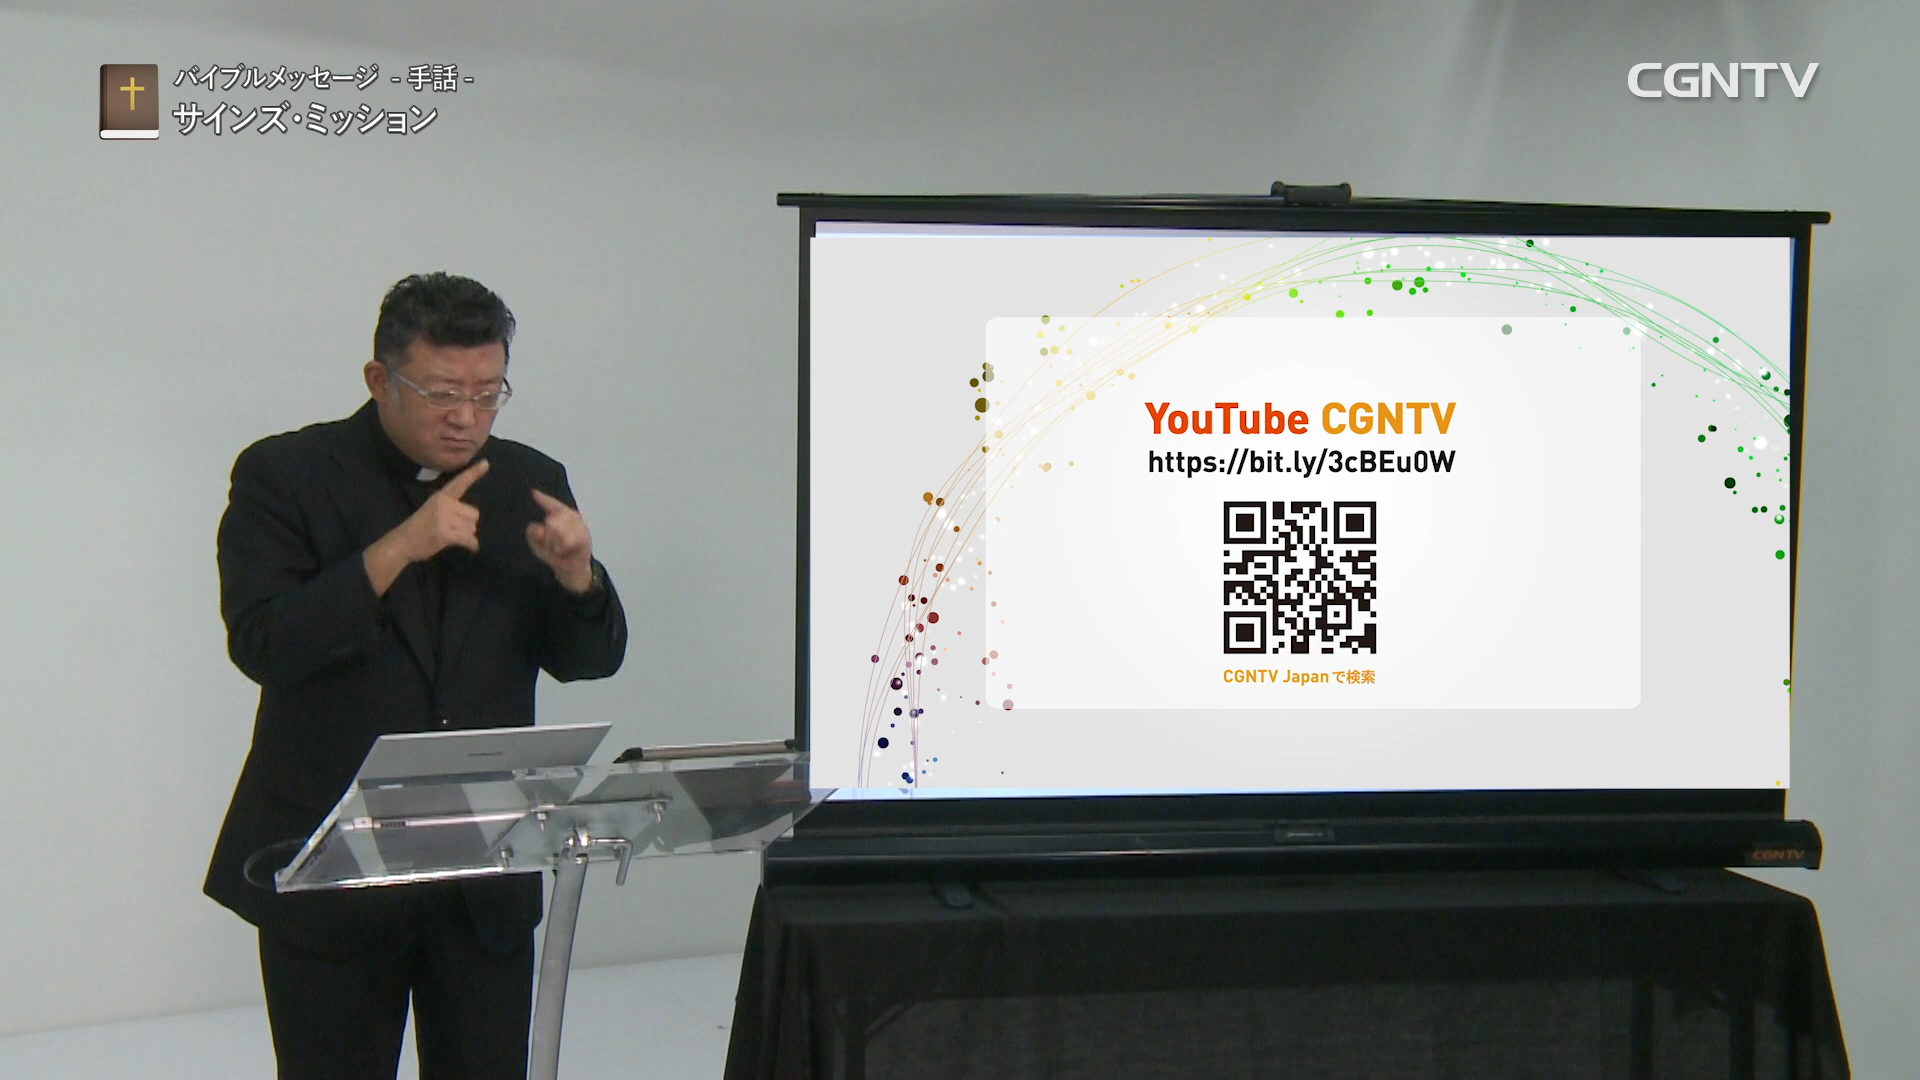 バイブルメッセージ -手話-
サインズ・ミッション
CGNTV
YouTube CGNTV
https://bit.ly/3cBEu0W
CGNTV Japanで検索
CGNTV